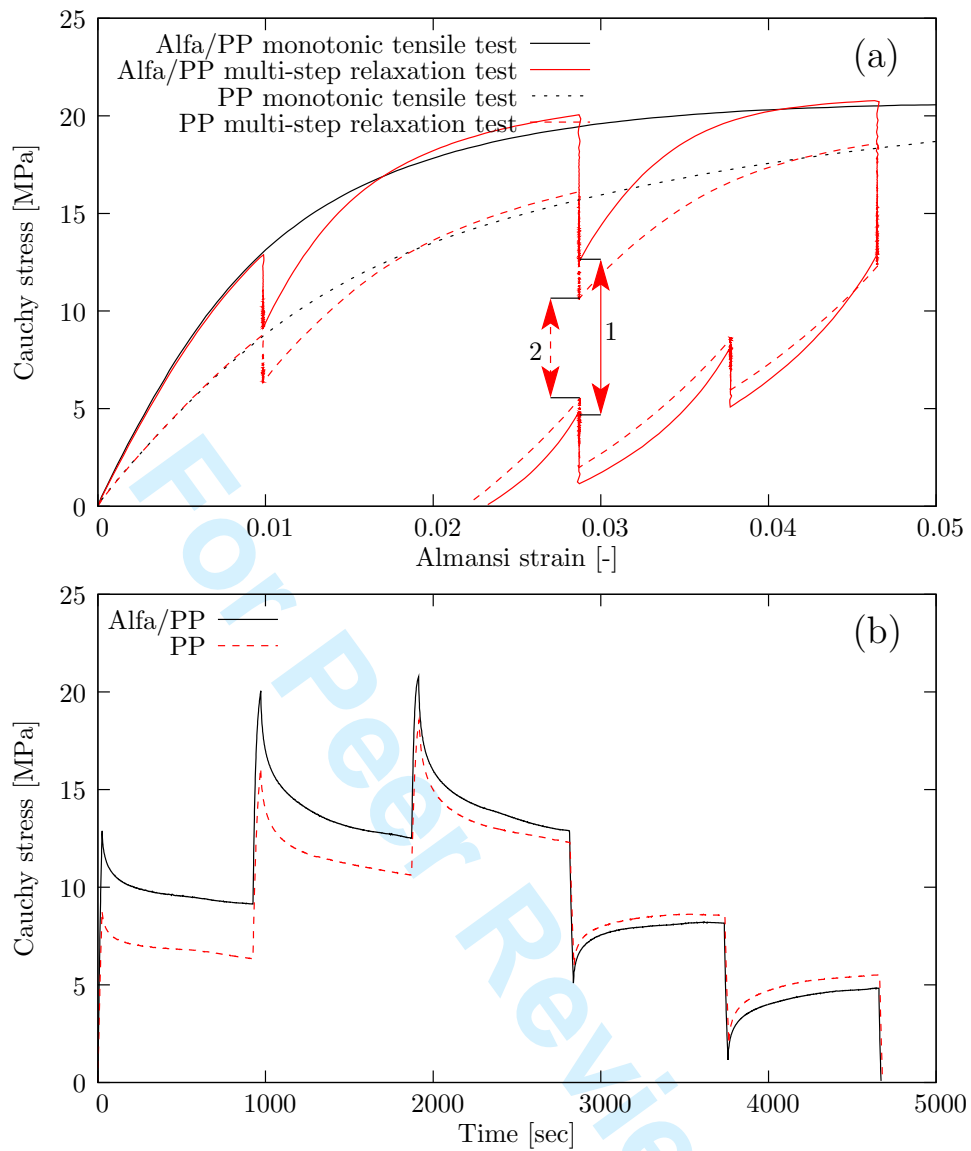 25
20
15
10
5
0
Cauchy stress [MPa]
Alfa/PP monotonic tensile test
Alfa/PP multi-step relaxation test
PP monotonic tensile test
PP multi-step relaxation test
(a)
1
2
0 0.01 0.02 0.03 0.04 0.05
Almansi strain [-]
25
20
15
10
5
0
Cauchy stress [MPa]
Alfa/PP
PP
(b)
0 1000 2000 3000 4000 5000
Time [sec]
For Peer Review